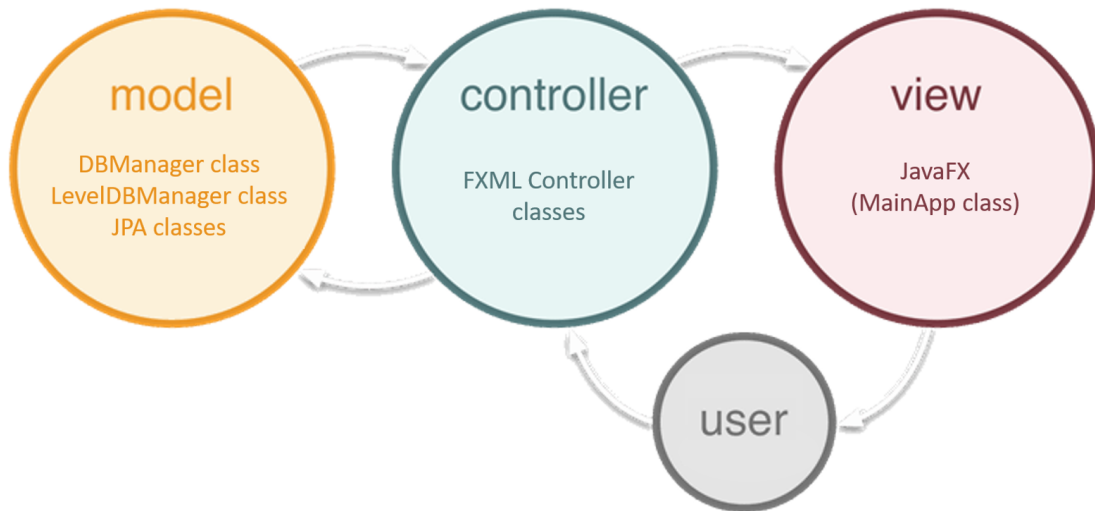 model
DBManager class
LevelDBManager class
JPA classes
controller
FXML Controller
classes
view
JavaFX
(MainApp class)
user